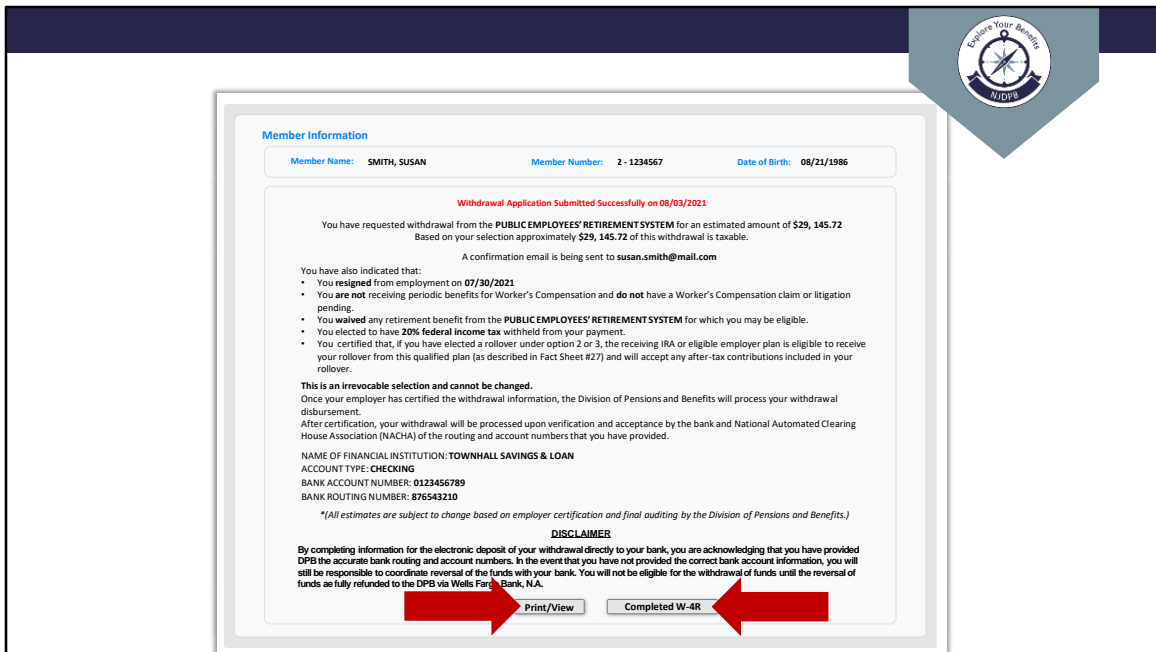 Explore Your Benefits
NJDPB
Member Information
Member Name: SMITH, SUSAN Member Number: 2 - 1234567 Date of Birth: 08/21/1986
Withdrawal Application Submitted Successfully on 08/03/2021
You have requested withdrawal from the PUBLIC EMPLOYEES' RETIREMENT SYSTEM for an estimated amount of $29, 145.72
Based on your selection approximately $29, 145.72 of this withdrawal is taxable.
A confirmation email is being sent to susan.smith@mail.com
You have also indicated that:
• You resigned from employment on 07/30/2021
• You are not receiving periodic benefits for Worker's Compensation and do not have a Worker's Compensation claim or litigation
pending.
• You waived any retirement benefit from the PUBLIC EMPLOYEES' RETIREMENT SYSTEM for which you may be eligible.
• You elected to have 20% federal income tax withheld from your payment.
• You certified that, if you have elected a rollover under option 2 or 3, the receiving IRA or eligible employer plan is eligible to receive
your rollover from this qualified plan (as described in Fact Sheet #27) and will accept any after-tax contributions included in your
rollover.
This is an irrevocable selection and cannot be changed.
Once your employer has certified the withdrawal information, the Division of Pensions and Benefits will process your withdrawal
disbursement.
After certification, your withdrawal will be processed upon verification and acceptance by the bank and National Automated Clearing
House Association (NACHA) of the routing and account numbers that you have provided.
NAME OF FINANCIAL INSTITUTION: TOWNHALL SAVINGS & LOAN
ACCOUNT TYPE: CHECKING
BANK ACCOUNT NUMBER: 0123456789
BANK ROUTING NUMBER: 876543210
*(All estimates are subject to change based on employer certification and final auditing by the Division of Pensions and Benefits.)
DISCLAIMER
By completing information for the electronic deposit of your withdrawal directly to your bank, you are acknowledging that you have provided
DPB the accurate bank routing and account numbers. In the event that you have not provided the correct bank account information, you will
still be responsible to coordinate reversal of the funds with your bank. You will not be eligible for the withdrawal of funds until the reversal of
funds ae fully refunded to the DPB via Wells Fargo Bank, N.A.
Print/View Completed W-4R